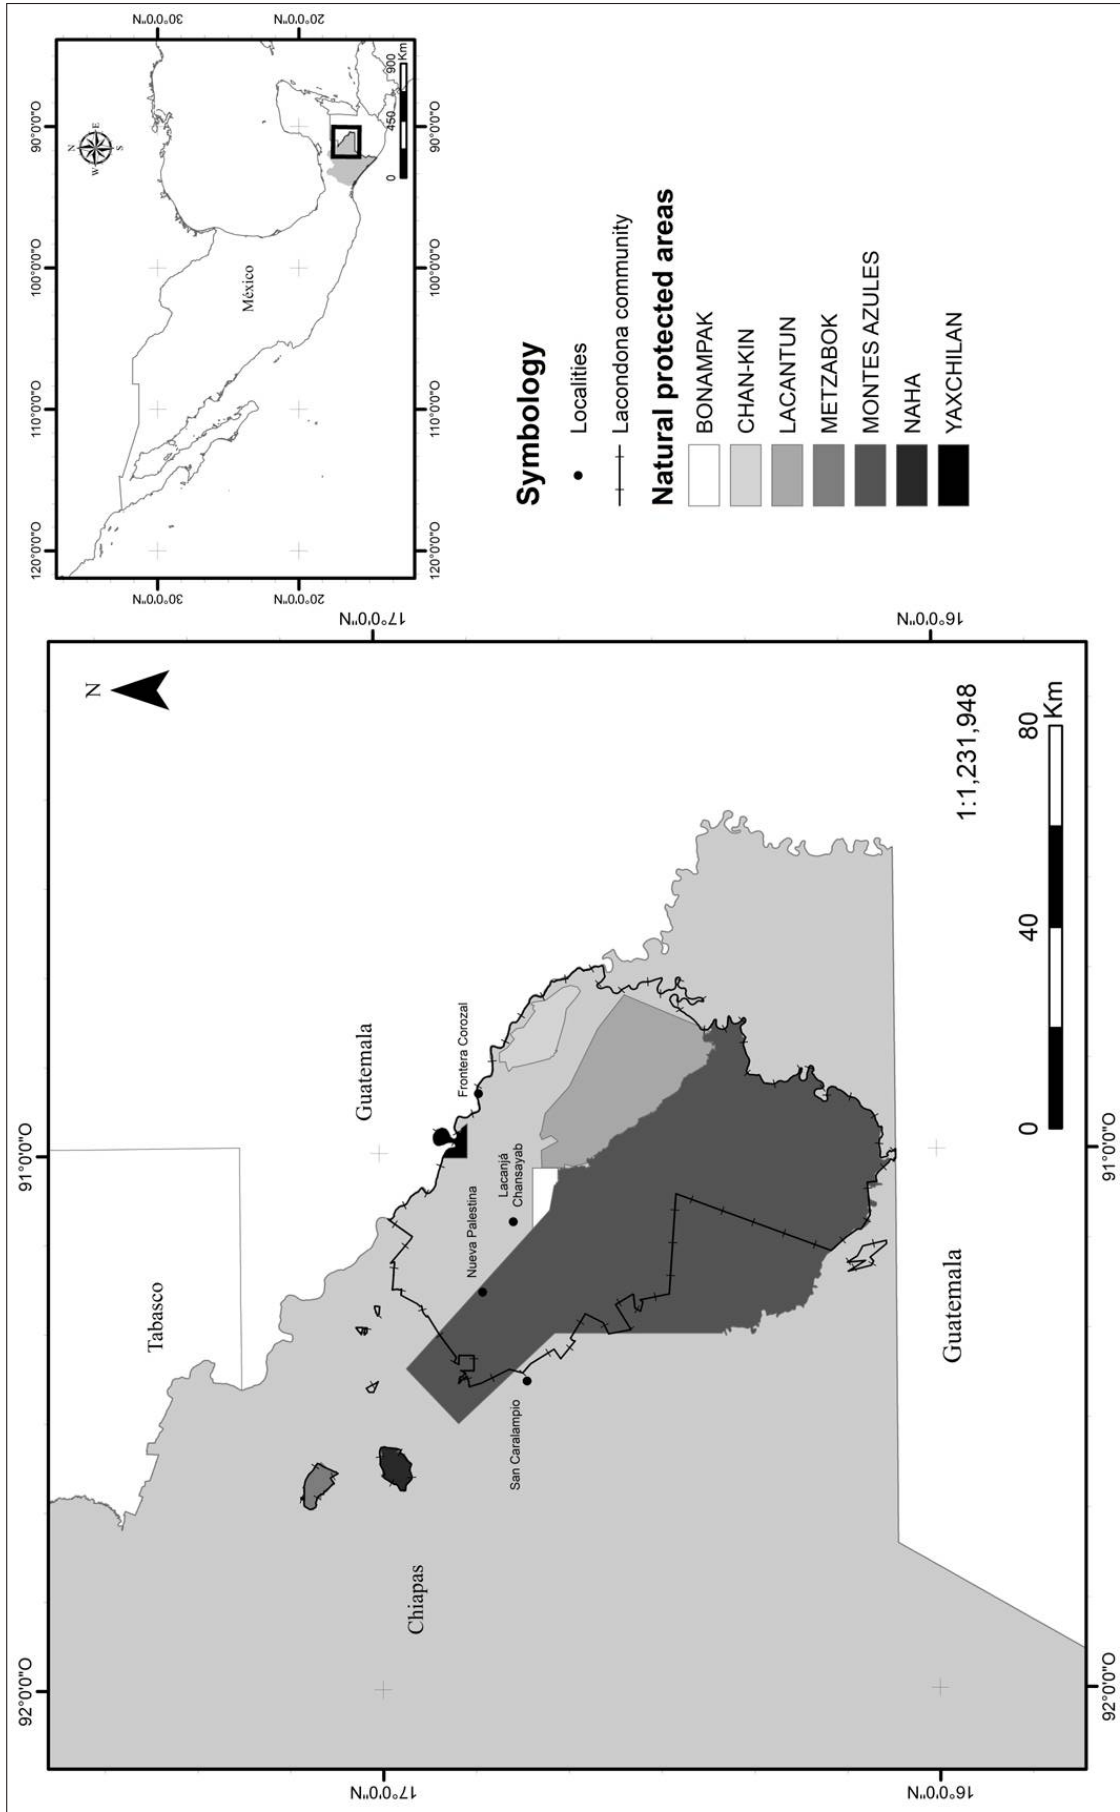 92°0'0"O
91°0'0"O
17°0'0"N
17°0'0"N
16°0'0"N
16°0'0"N
92°0'0"O
91°0'0"O
N
Tabasco
Guatemala
Chiapas
Frontera Corozal
Nueva Palestina
Lacanjá
Chansayab
San Caralampio
Guatemala
1:1,231,948
0
40
80
Km
120°0'0"O
110°0'0"O
100°0'0"O
90°0'0"O
30°0'0"N
30°0'0"N
20°0'0"N
20°0'0"N
120°0'0"O
110°0'0"O
100°0'0"O
90°0'0"O
N
W
E
S
México
0
450
900
Km
Symbology
Localities
Lacondona community
Natural protected areas
BONAMPAK
CHAN-KIN
LACANTUN
METZABOK
MONTES AZULES
NAHA
YAXCHILAN